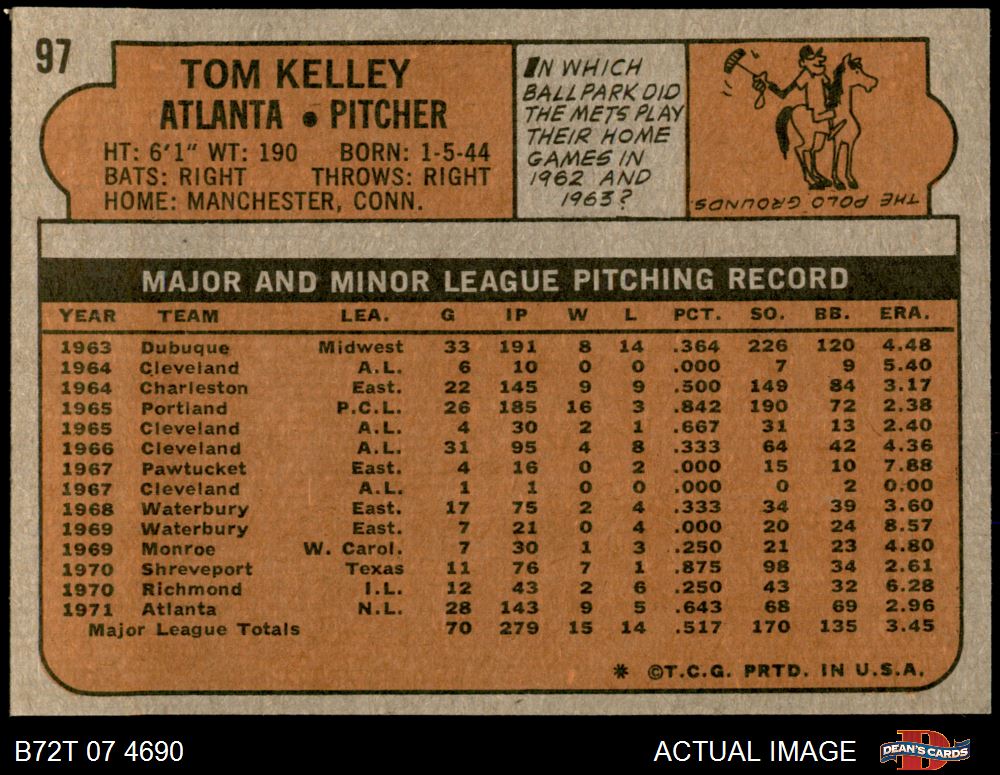 97
TOM KELLEY
ATLANTA • PITCHER
HT: 6'1" WT: 190 BORN: 1-5-44
BATS: RIGHT THROWS: RIGHT
HOME: MANCHESTER, CONN.
IN WHICH
BALLPARK DID
THE METS PLAY
THEIR HOME
GAMES IN
1962 AND
1963?
THE POLO GROUNDS
MAJOR AND MINOR LEAGUE PITCHING RECORD
YEAR TEAM LEA. G IP W L PCT. SO. BB. ERA.
1963 Dubuque Midwest 33 191 8 14 .364 226 120 4.48
1964 Cleveland A.L. 6 10 0 0 .000 7 9 5.40
1964 Charleston East. 22 145 9 9 .500 149 84 3.17
1965 Portland P.C.L. 26 185 16 3 .842 190 72 2.38
1965 Cleveland A.L. 4 30 2 1 .667 31 13 2.40
1966 Cleveland A.L. 31 95 4 8 .333 64 42 4.36
1967 Pawtucket East. 4 16 0 2 .000 15 10 7.88
1967 Cleveland A.L. 1 1 0 0 .000 0 2 0.00
1968 Waterbury East. 17 75 2 4 .333 34 39 3.60
1969 Waterbury East. 7 21 0 4 .000 20 24 8.57
1969 Monroe W. Carol. 7 30 1 3 .250 21 23 4.80
1970 Shreveport Texas 11 76 7 1 .875 98 34 2.61
1970 Richmond I.L. 12 43 2 6 .250 43 32 6.28
1971 Atlanta N.L. 28 143 9 5 .643 68 69 2.96
Major League Totals 70 279 15 14 .517 170 135 3.45
* ©T.C.G. PRTD. IN U.S.A.
B72T 07 4690 ACTUAL IMAGE
DEAN'S CARDS